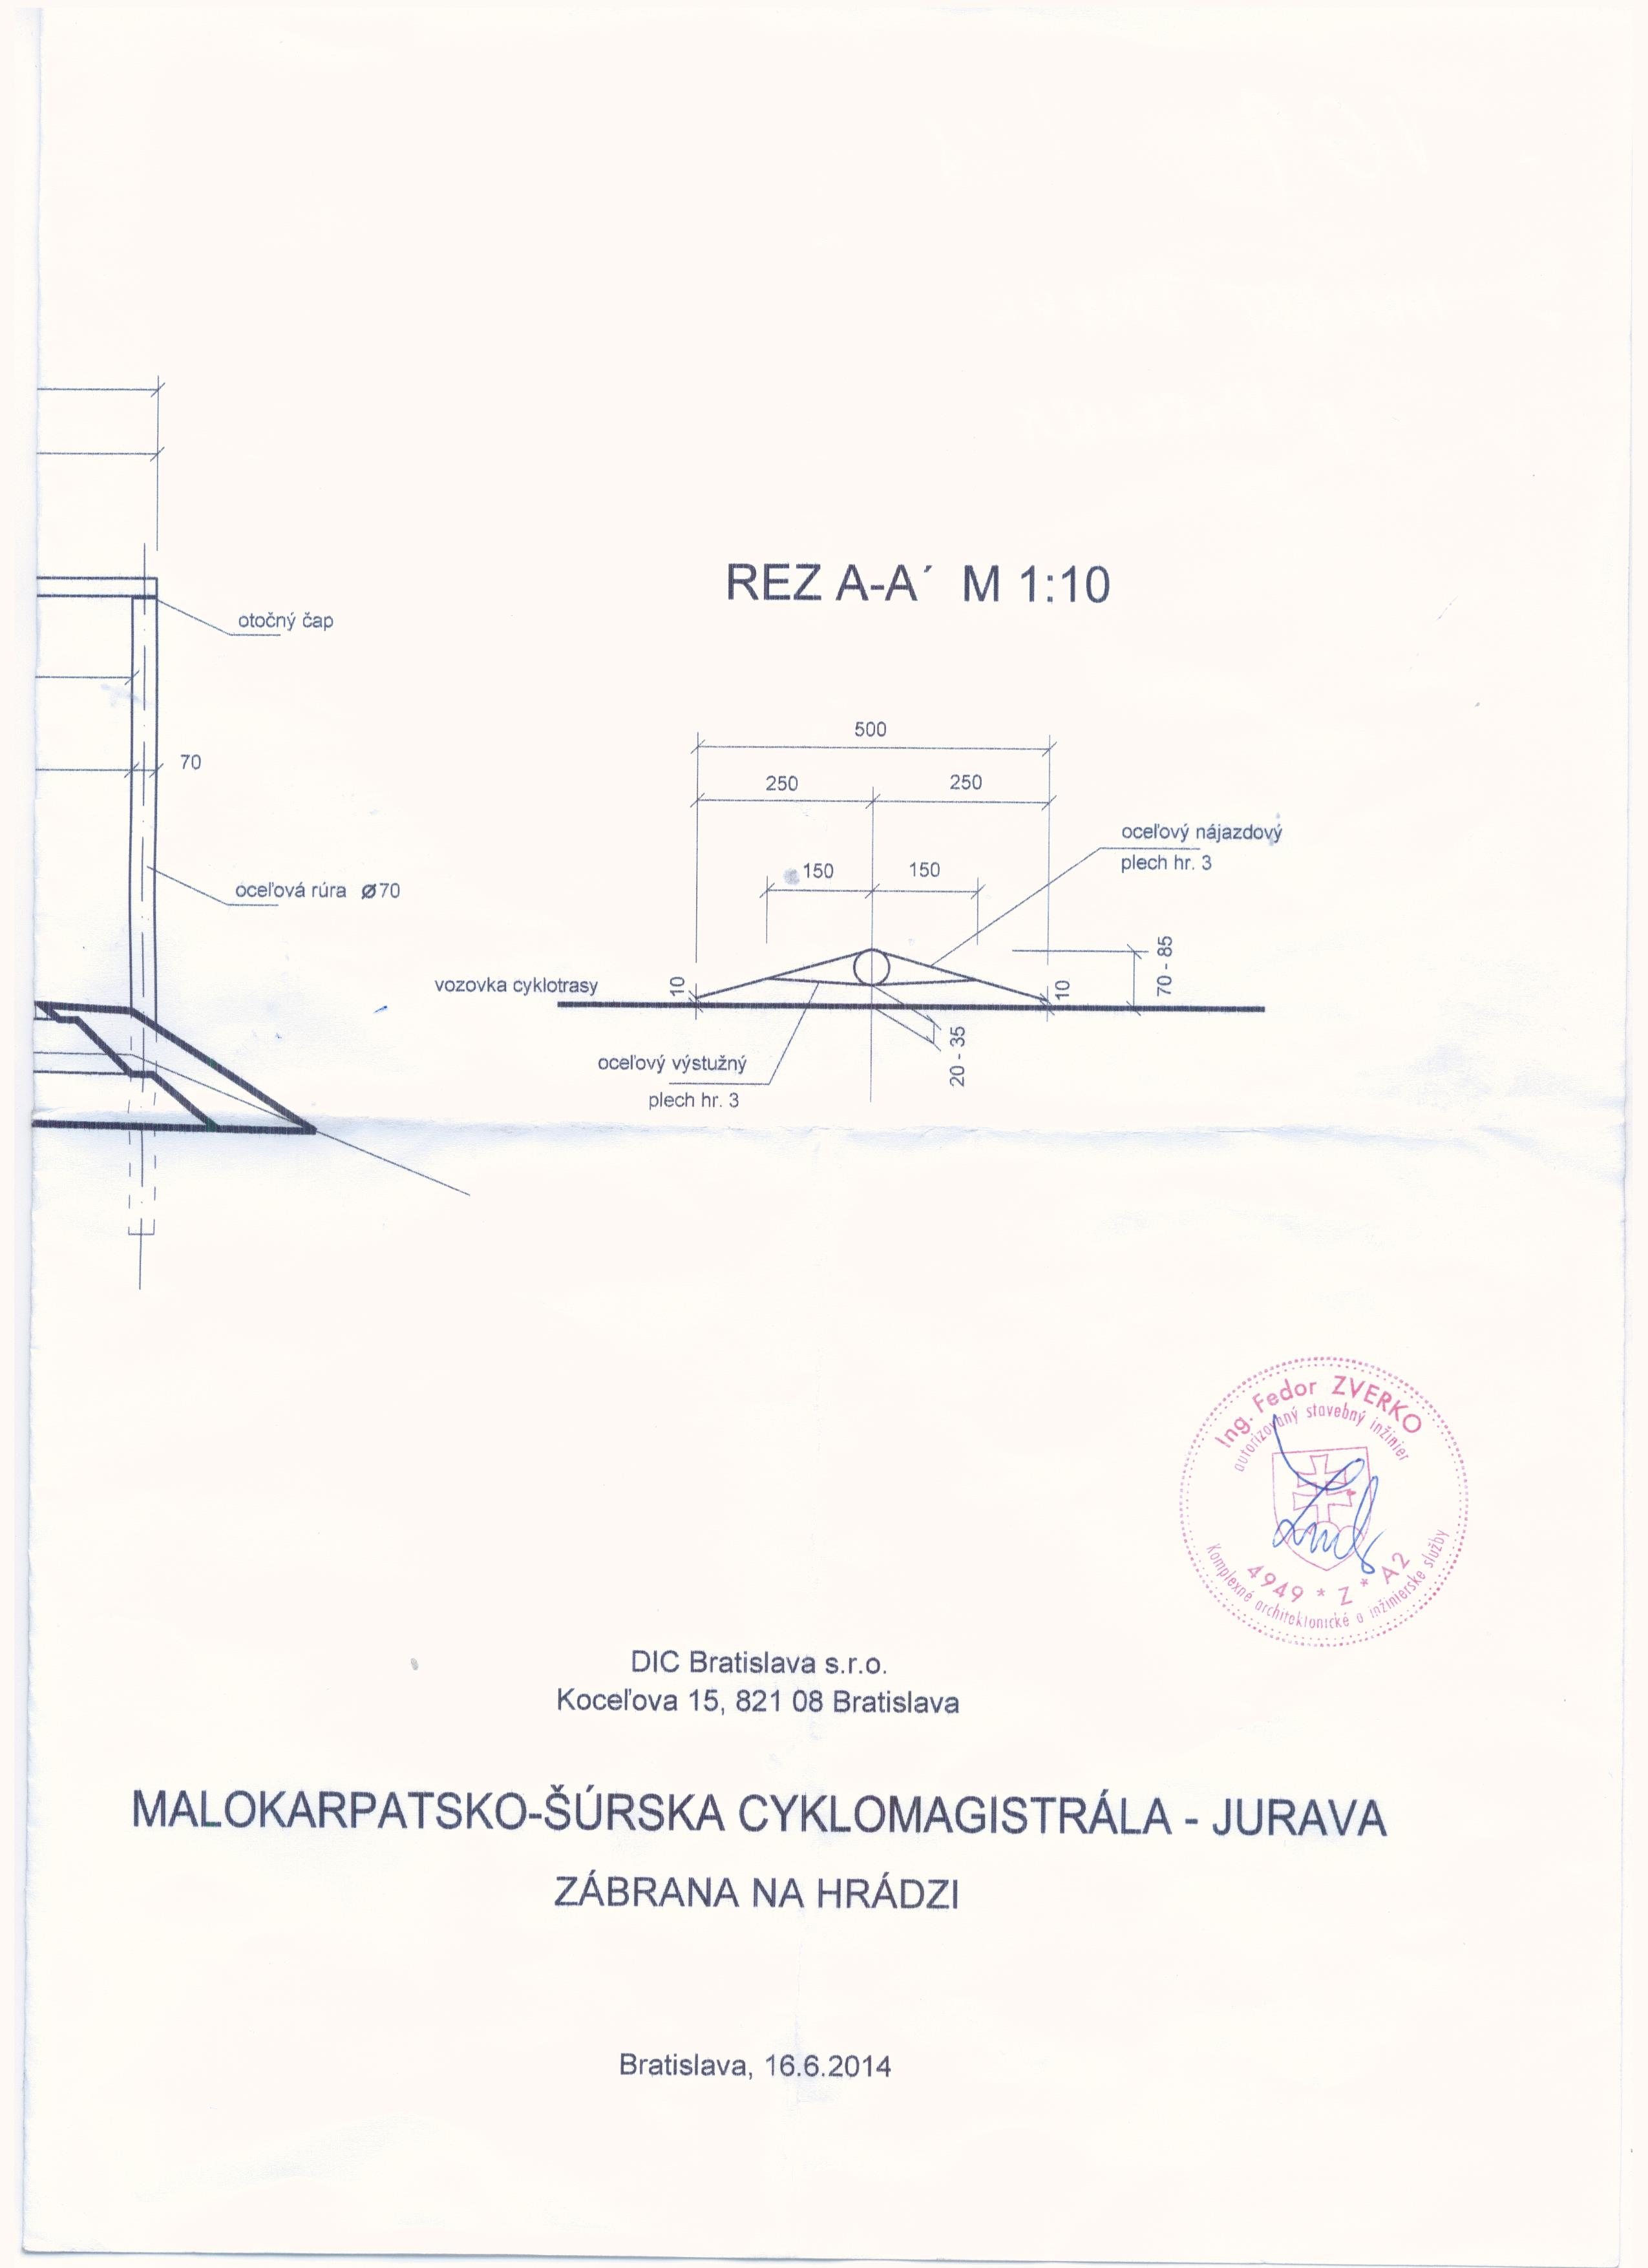 REZ A-A´ M 1:10
otočný čap
70
oceľová rúra ø70
500
250
250
150
150
oceľový nájazdový
plech hr. 3
vozovka cyklotrasy
10
10
70 - 85
20 - 35
oceľový výstužný
plech hr. 3
Ing. Fedor ZVERKO
autorizovaný stavebný inžinier
4949 * Z * A2
Komplexné architektonické a inžinierske služby
DIC Bratislava s.r.o.
Koceľova 15, 821 08 Bratislava
MALOKARPATSKO-ŠÚRSKA CYKLOMAGISTRÁLA - JURAVA
ZÁBRANA NA HRÁDZI
Bratislava, 16.6.2014